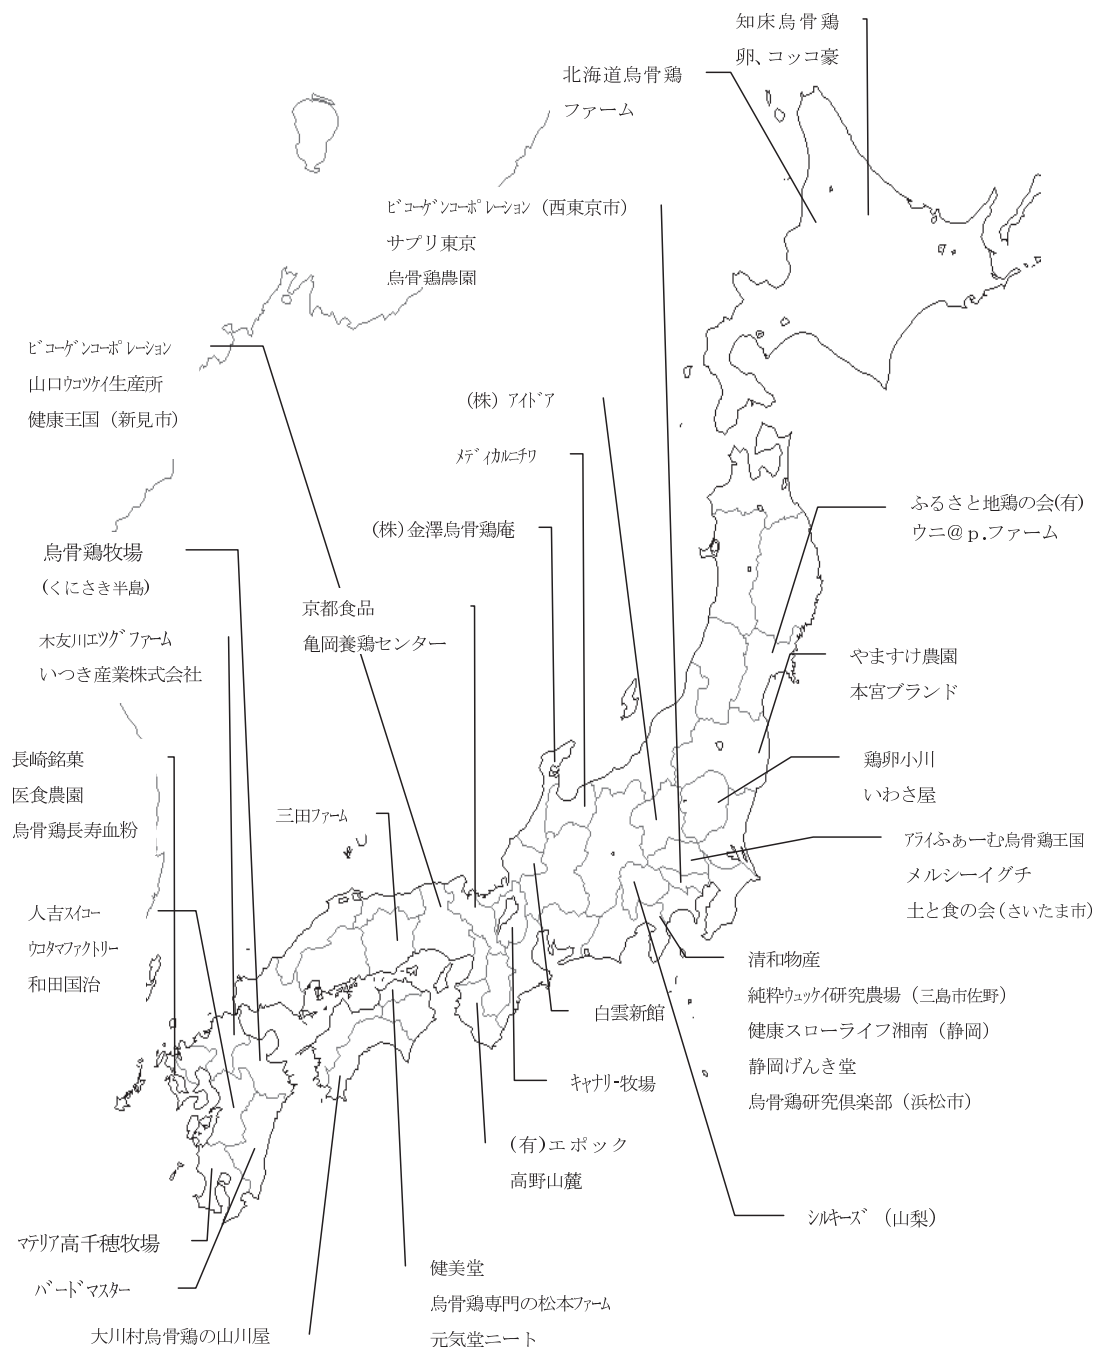 知床烏骨鶏
卵、コッコ豪
北海道烏骨鶏
ファーム
ビコーゲンコーポレーション（西東京市）
サプリ東京
烏骨鶏農園
ビコーゲンコーポレーション
山口ウコツケイ生産所
健康王国（新見市）
（株）アイドア
メディカルニチワ
（株）金澤烏骨鶏庵
ふるさと地鶏の会(有)
ウニ＠ｐ.ファーム
烏骨鶏牧場
（くにさき半島）
京都食品
亀岡養鶏センター
木友川エツグファーム
いつき産業株式会社
やますけ農園
本宮ブランド
長崎銘菓
医食農園
烏骨鶏長寿血粉
鶏卵小川
いわさ屋
三田ファーム
アライふぁーむ烏骨鶏王国
メルシーイグチ
土と食の会(さいたま市)
人吉スイコー
ウコタマファクトリー
和田国治
清和物産
純粋ウュッケイ研究農場（三島市佐野）
健康スローライフ湘南（静岡）
静岡げんき堂
烏骨鶏研究倶楽部（浜松市）
白雲新館
キャナリー牧場
(有)エポック
高野山麓
シルキーズ（山梨）
マテリア高千穂牧場
バードマスター
健美堂
烏骨鶏専門の松本ファーム
元気堂ニート
大川村烏骨鶏の山川屋